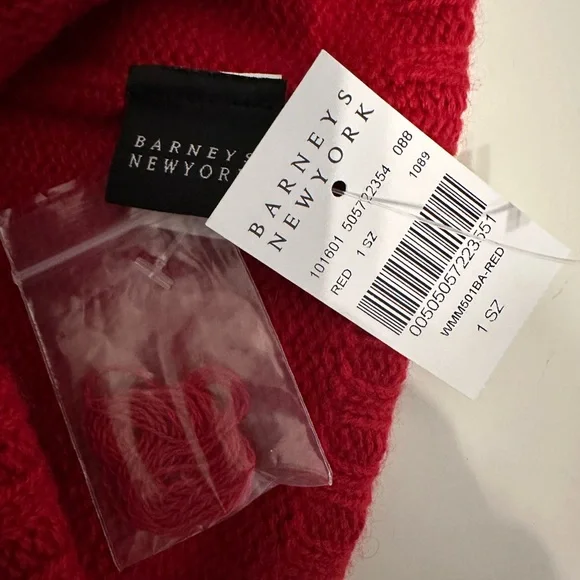 BARNEYS
NEWYORK
BARNEYS
NEWYORK
101601 505722354 088
RED 1 SZ 1089
00505057223551
WMM501BA-RED
1 SZ